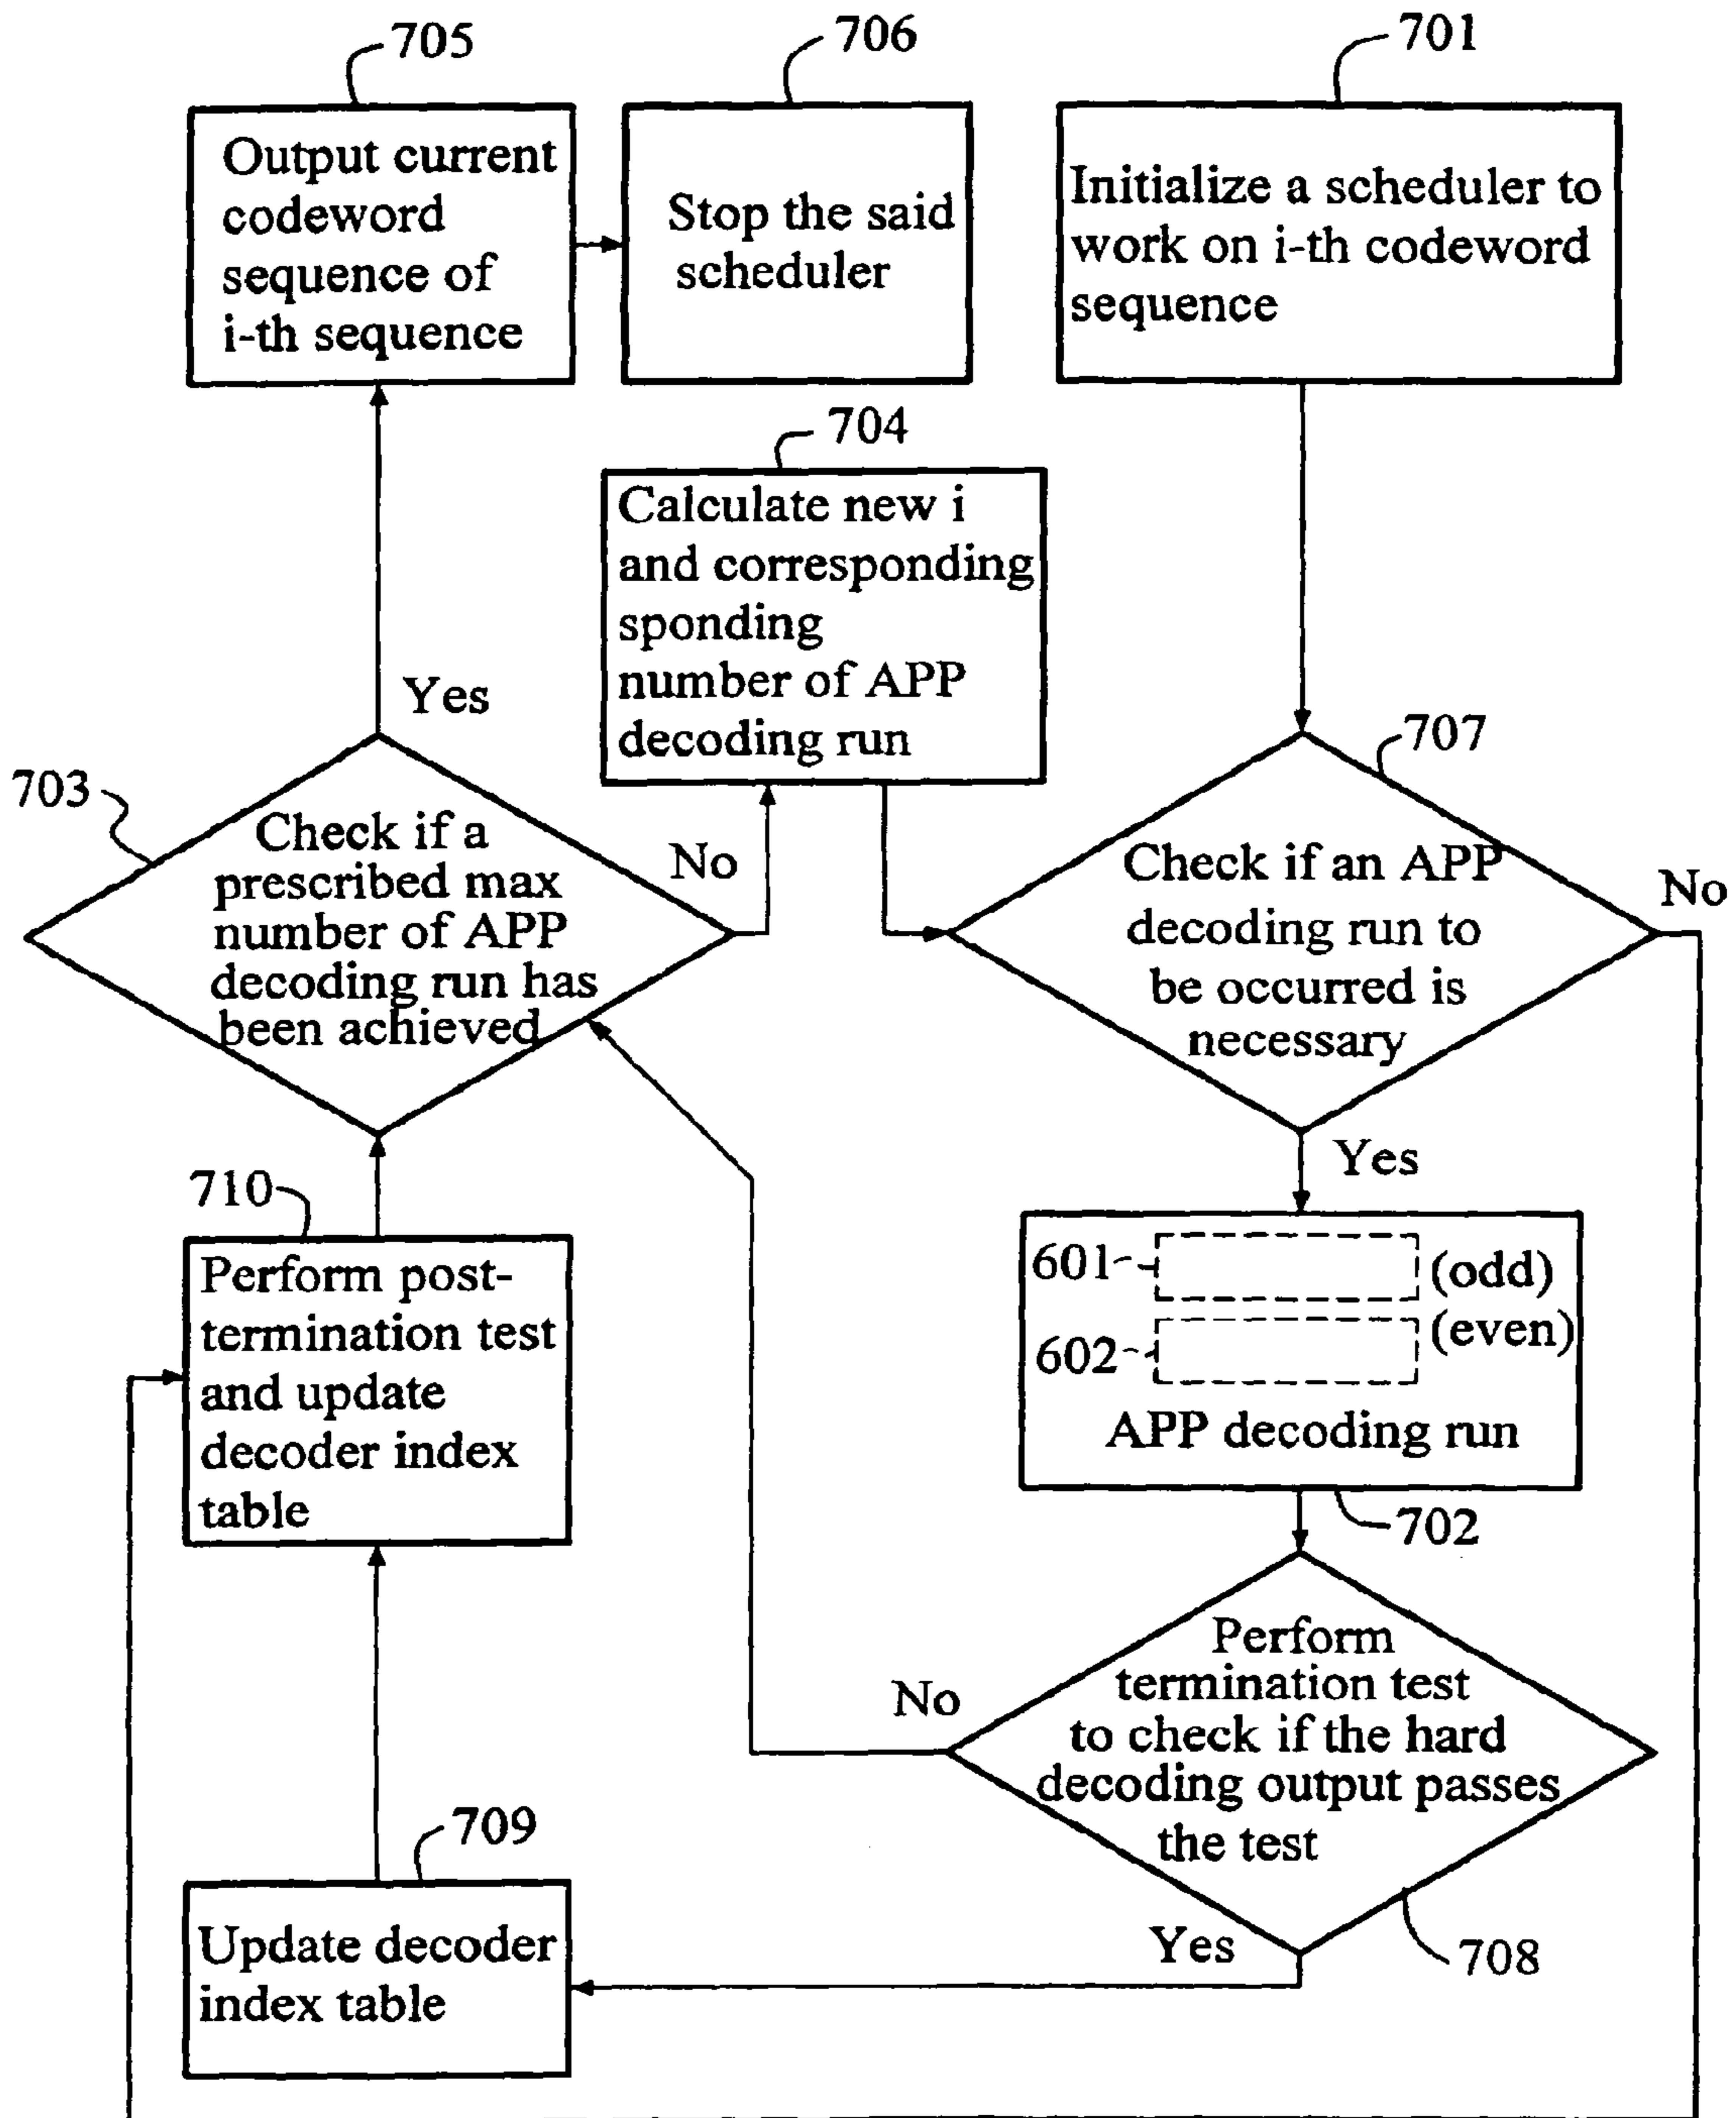 705
706
701
Output current
codeword
sequence of
i-th sequence
Stop the said
scheduler
Initialize a scheduler to
work on i-th codeword
sequence
704
Calculate new i
and corresponding
sponding
number of APP
decoding run
Yes
703
Check if a
prescribed max
number of APP
decoding run has
been achieved
No
707
Check if an APP
decoding run to
be occurred is
necessary
No
Yes
710
Perform post-
termination test
and update
decoder index
table
601
(odd)
602
(even)
APP decoding run
702
Perform
termination test
to check if the hard
decoding output passes
the test
No
709
Update decoder
index table
Yes
708